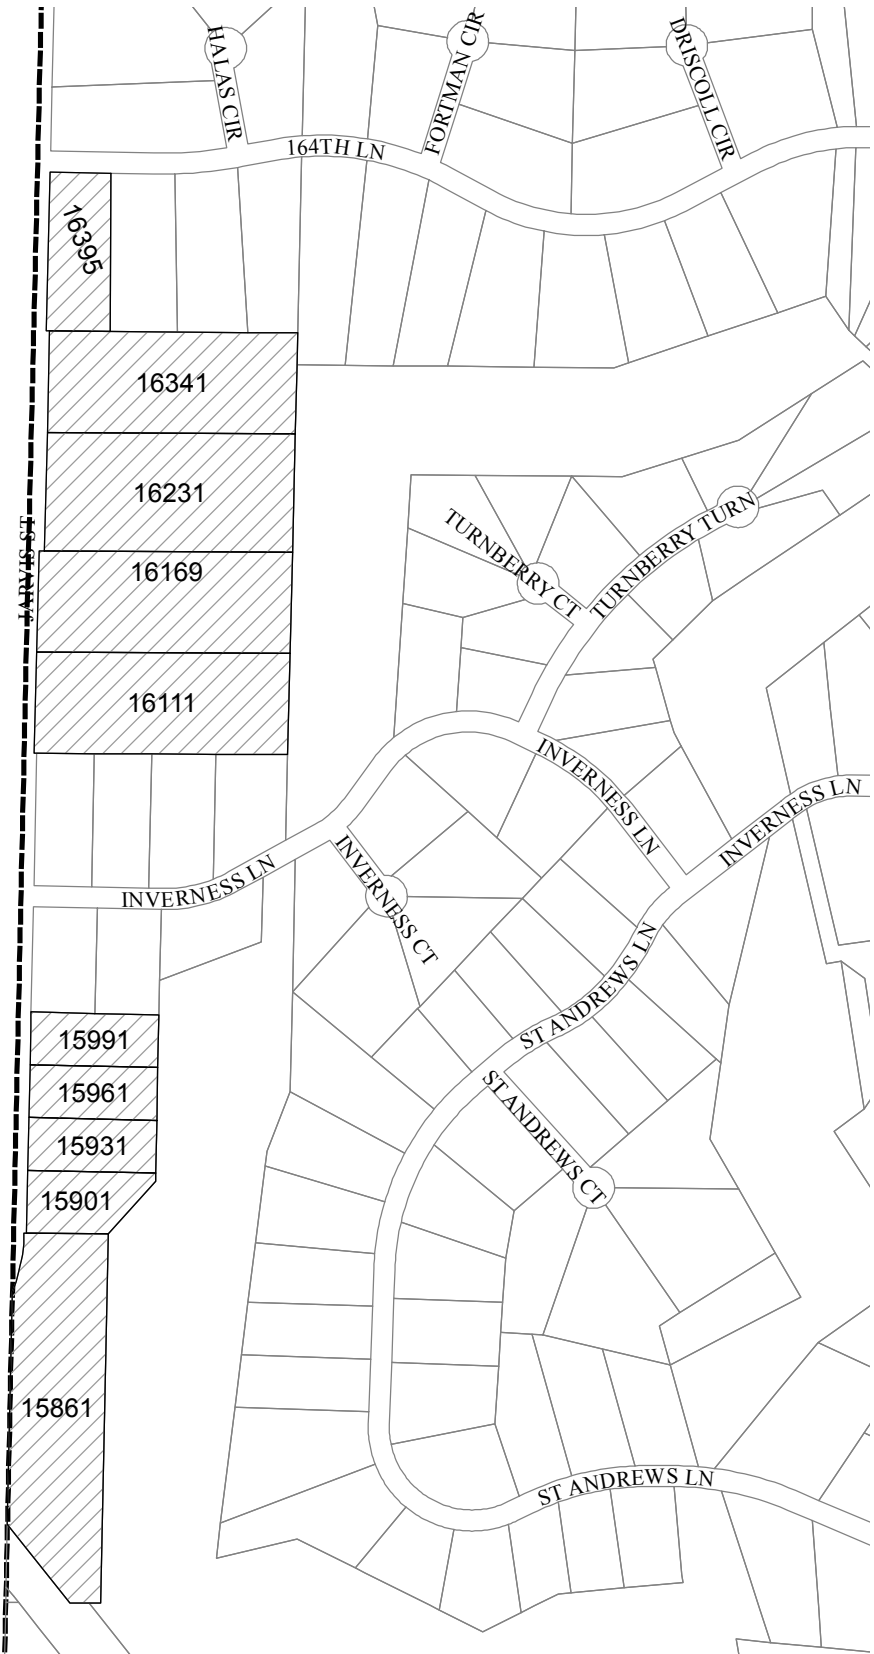 HALAS CIR
FORTMAN CIR
DRISCOLL CIR
164TH LN
16395
16341
16231
TURNBERRY CT
TURNBERRY TURN
JARVIS ST
16169
16111
INVERNESS LN
INVERNESS LN
INVERNESS LN
INVERNESS CT
ST ANDREWS LN
15991
15961
ST ANDREWS CT
15931
15901
15861
ST ANDREWS LN